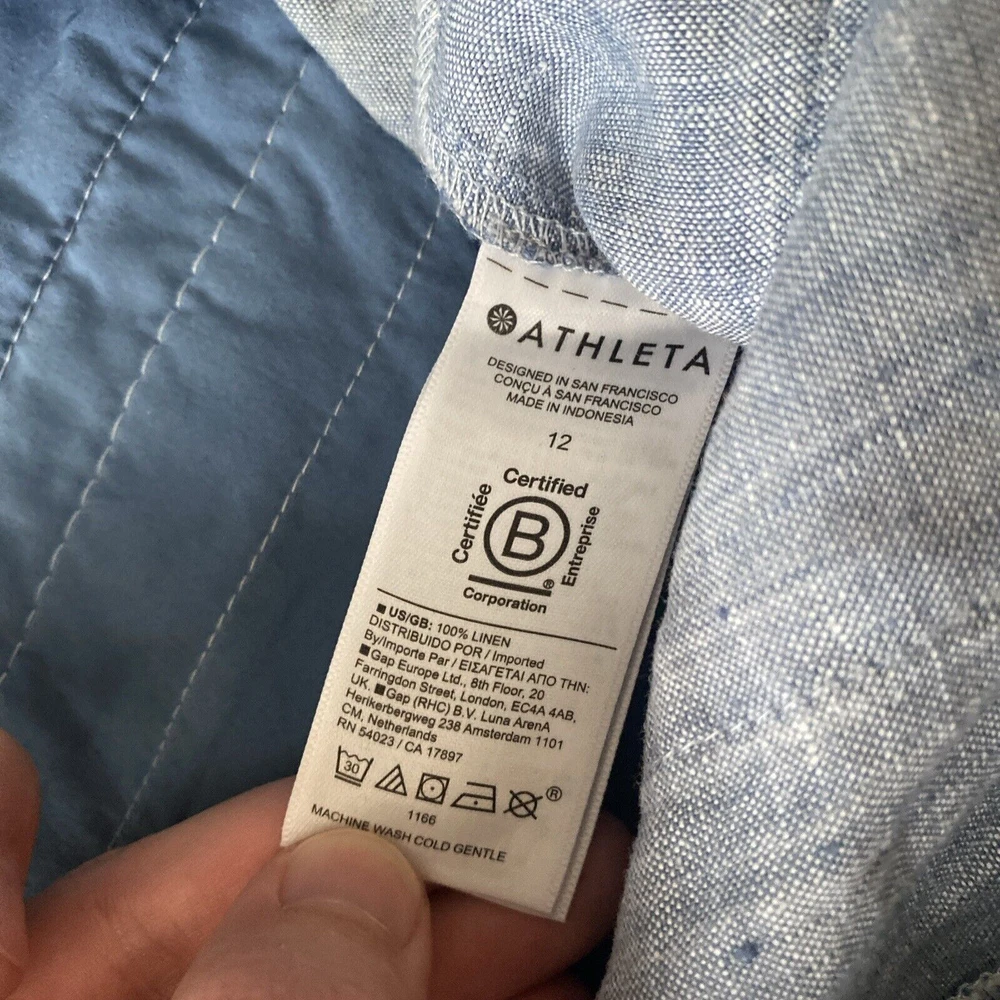 ATHLETA
DESIGNED IN SAN FRANCISCO
CONÇU À SAN FRANCISCO
MADE IN INDONESIA
12
Certified
Certifiée
B
Entreprise
®
Corporation
■ US/GB: 100% LINEN
DISTRIBUIDO POR / Imported
By/Importe Par / ΕΙΣΑΓΕΤΑΙ ΑΠΟ ΤΗΝ:
■Gap Europe Ltd., 8th Floor, 20
Farringdon Street, London, EC4A 4AB,
UK. ■Gap (RHC) B.V. Luna ArenA
Herikerbergweg 238 Amsterdam 1101
CM, Netherlands
RN 54023 / CA 17897
30
®
1166
MACHINE WASH COLD GENTLE